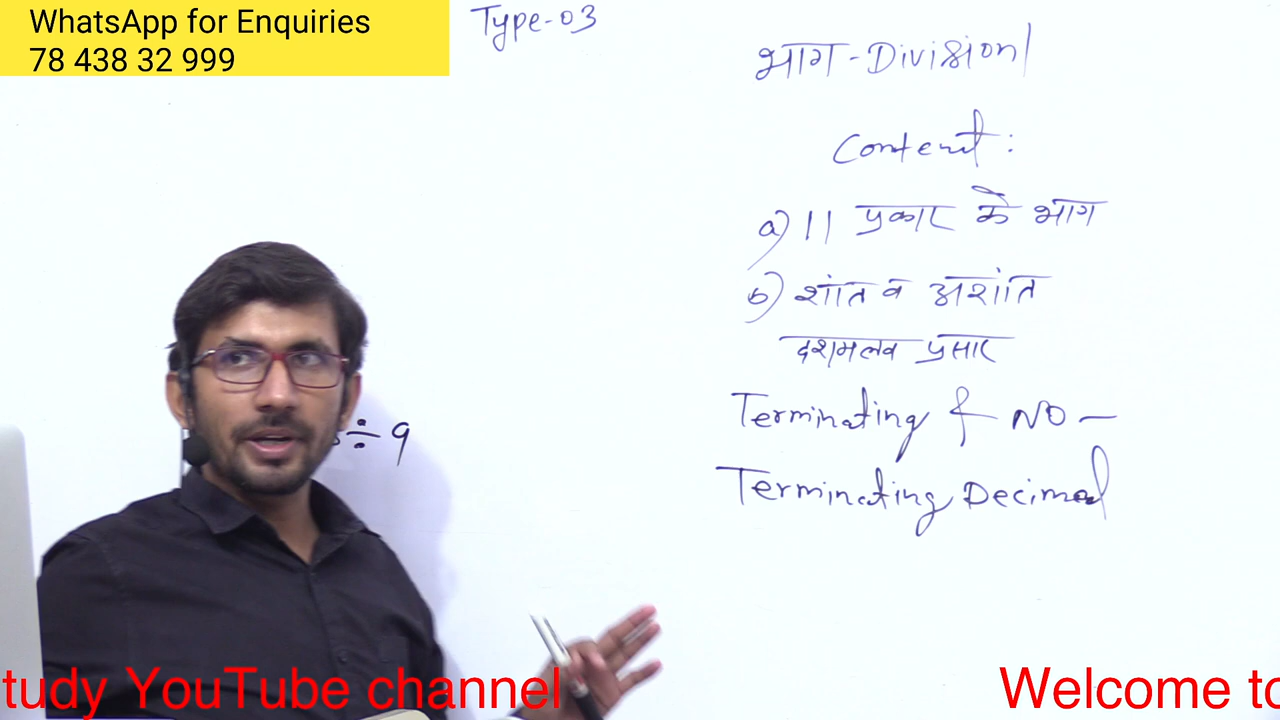 WhatsApp for Enquiries
78 438 32 999
Type-03
भाग - Division
Content :
a) 11 प्रकार के भाग
b) शांत व अशांत
दशमलव प्रसार
Terminating & NO -
Terminating Decimal
÷ 9
tudy YouTube channel
Welcome to